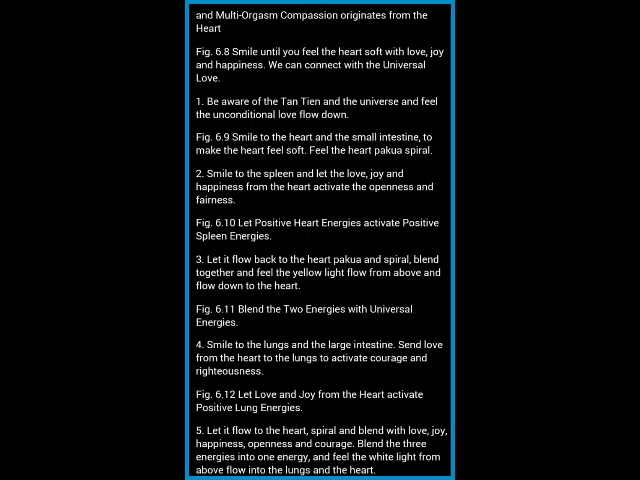 and Multi-Orgasm Compassion originates from the
Heart
Fig. 6.8 Smile until you feel the heart soft with love, joy
and happiness. We can connect with the Universal
Love.
1. Be aware of the Tan Tien and the universe and feel
the unconditional love flow down.
Fig. 6.9 Smile to the heart and the small intestine, to
make the heart feel soft. Feel the heart pakua spiral.
2. Smile to the spleen and let the love, joy and
happiness from the heart activate the openness and
fairness.
Fig. 6.10 Let Positive Heart Energies activate Positive
Spleen Energies.
3. Let it flow back to the heart pakua and spiral, blend
together and feel the yellow light flow from above and
flow down to the heart.
Fig. 6.11 Blend the Two Energies with Universal
Energies.
4. Smile to the lungs and the large intestine. Send love
from the heart to the lungs to activate courage and
righteousness.
Fig. 6.12 Let Love and Joy from the Heart activate
Positive Lung Energies.
5. Let it flow to the heart, spiral and blend with love, joy,
happiness, openness and courage. Blend the three
energies into one energy, and feel the white light from
above flow into the lungs and the heart.